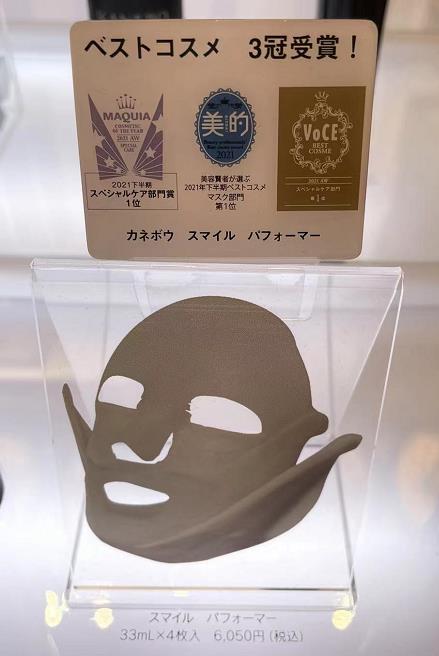 ベストコスメ 3冠受賞！
MAQUIA
COSMETIC
OF THE YEAR
2021 AW
SPECIAL
CARE
2021下半期
スペシャルケア部門賞
1位
美的
2021
美容賢者が選ぶ
2021年下半期ベストコスメ
マスク部門
第1位
VOCE
BEST
COSME
2021 AW
スペシャルケア部門
第1位
カネボウ スマイル パフォーマー
スマイル パフォーマー
33mL×4枚入 6,050円(税込)